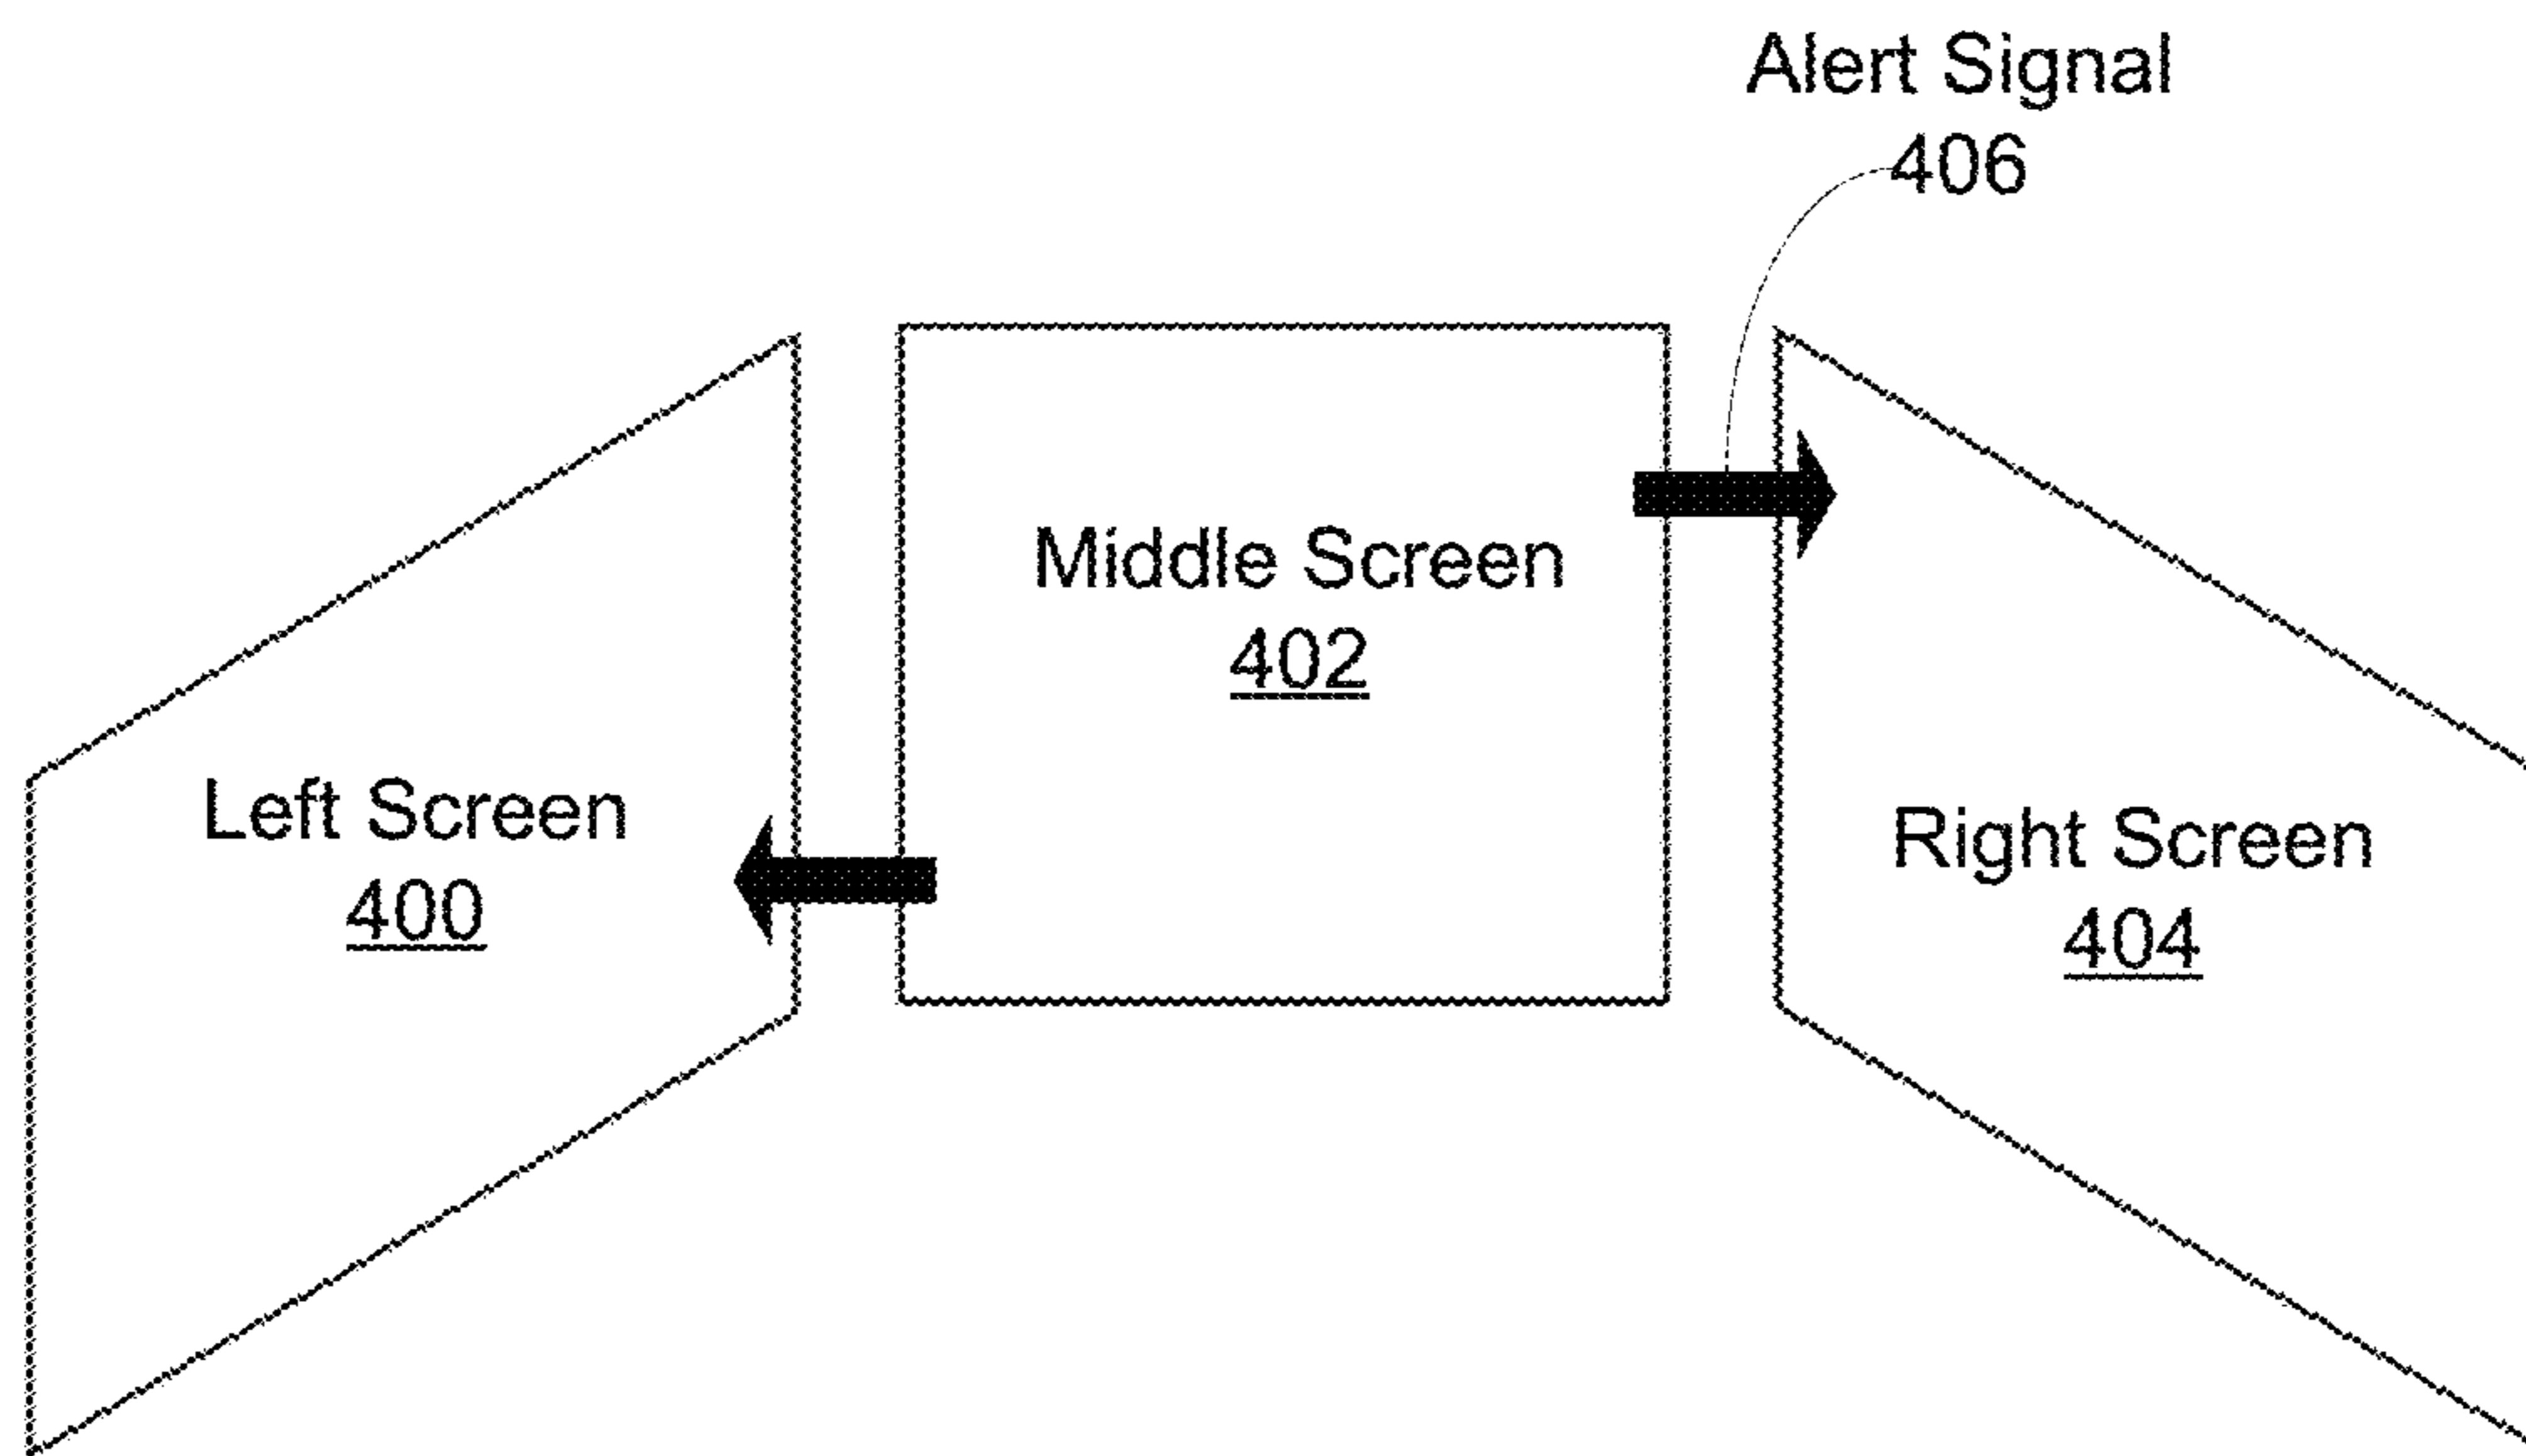 Alert Signal
406
Middle Screen
402
Left Screen
400
Right Screen
404